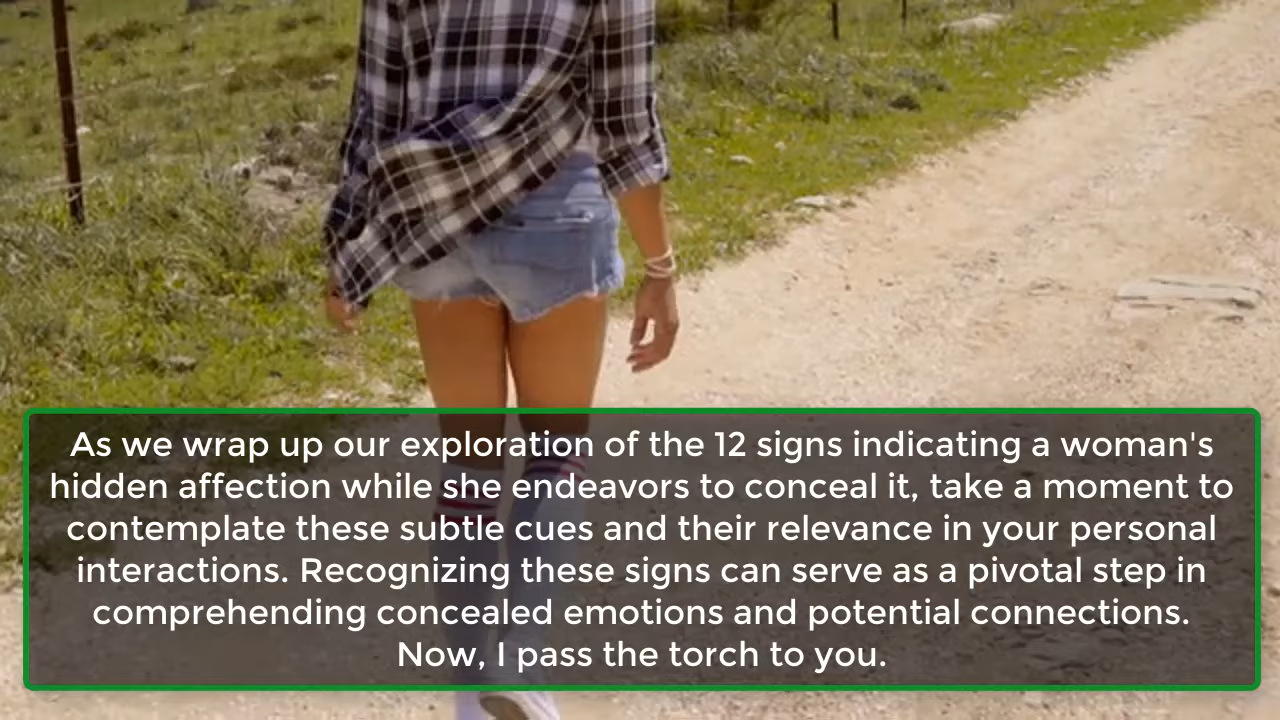 As we wrap up our exploration of the 12 signs indicating a woman's
hidden affection while she endeavors to conceal it, take a moment to
contemplate these subtle cues and their relevance in your personal
interactions. Recognizing these signs can serve as a pivotal step in
comprehending concealed emotions and potential connections.
Now, I pass the torch to you.